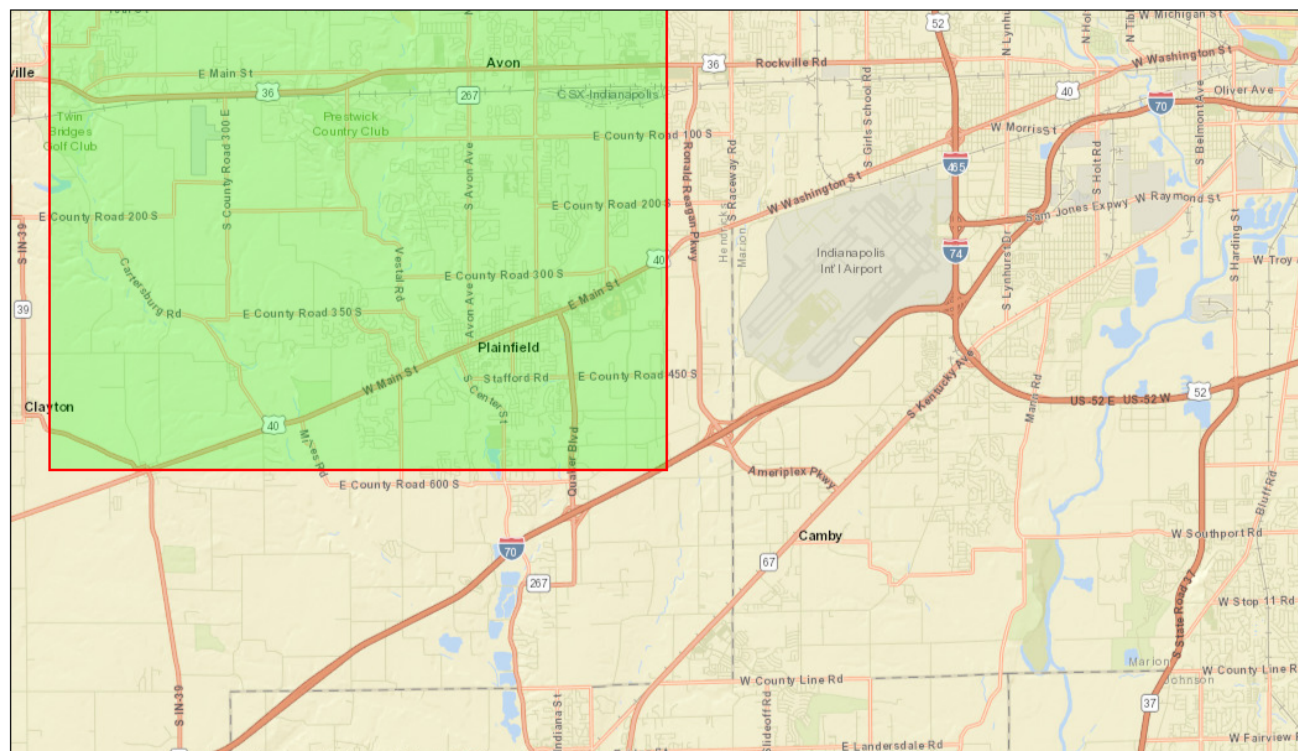 52
W Michigan St
N Lynh
N Hol
N Tibl
ville
E Main St
Avon
36
Rockville Rd
W Washington St
36
267
CSX-Indianapolis
40
70
Oliver Ave
Twin
Bridges
Golf Club
Prestwick
Country Club
E County Road 100 S
W Morris St
S Girls School Rd
S Belmont Ave
S County Road 300 E
S Avon Ave
Ronald Reagan Pkwy
S Raceway Rd
465
S Holt Rd
E County Road 200 S
E County Road 200 S
W Washington St
Sam Jones Expwy
W Raymond St
S IN-39
Hendricks
Marion
Indianapolis
Int'l Airport
74
S Lynhurst Dr
S Harding St
W Troy
Vestal Rd
40
E County Road 300 S
Cartersburg Rd
E Main St
39
E County Road 350 S
Avon Ave
Plainfield
W Main St
Stafford Rd
E County Road 450 S
S Center St
S Kentucky Ave
Mann Rd
US-52 E US-52 W
52
Clayton
40
Quaker Blvd
Ameriplex Pkwy
E County Road 600 S
Bluff Rd
70
Camby
W Southport Rd
67
267
S State Road 37
W Stop 11 Rd
Marion
Johnson
W County Line Rd
W County Line Rd
S IN-39
Indiana St
Slideoff Rd
37
E Landersdale Rd
W Fairview